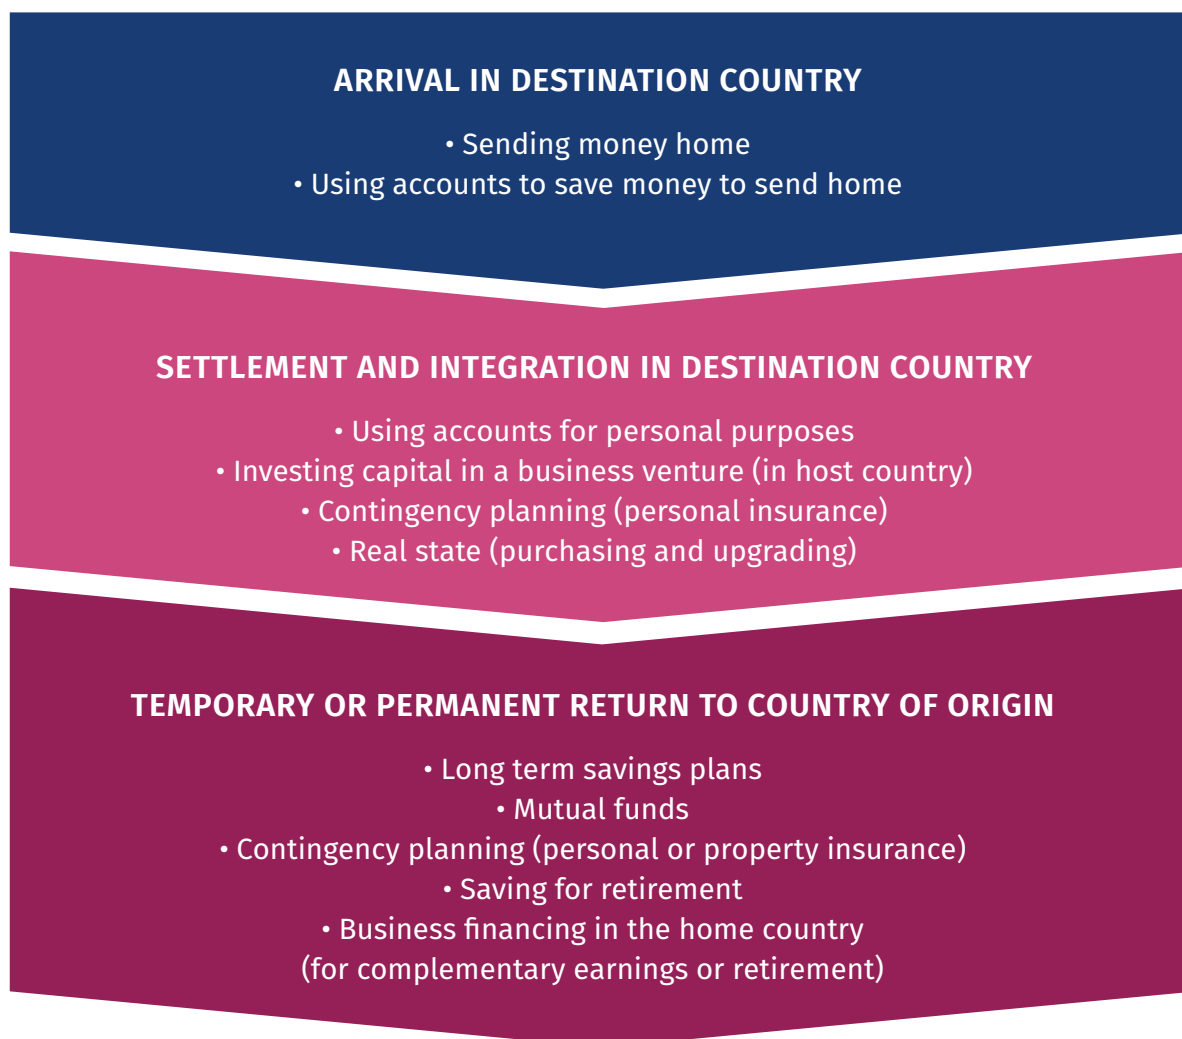 ARRIVAL IN DESTINATION COUNTRY
• Sending money home
• Using accounts to save money to send home
SETTLEMENT AND INTEGRATION IN DESTINATION COUNTRY
• Using accounts for personal purposes
• Investing capital in a business venture (in host country)
• Contingency planning (personal insurance)
• Real state (purchasing and upgrading)
TEMPORARY OR PERMANENT RETURN TO COUNTRY OF ORIGIN
• Long term savings plans
• Mutual funds
• Contingency planning (personal or property insurance)
• Saving for retirement
• Business financing in the home country
(for complementary earnings or retirement)